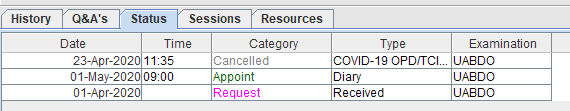 History Q&A's Status Sessions Resources
Date Time Category Type Examination
23-Apr-2020 11:35 Cancelled COVID-19 OPD/TCI... UABDO
01-May-2020 09:00 Appoint Diary UABDO
01-Apr-2020 Request Received UABDO